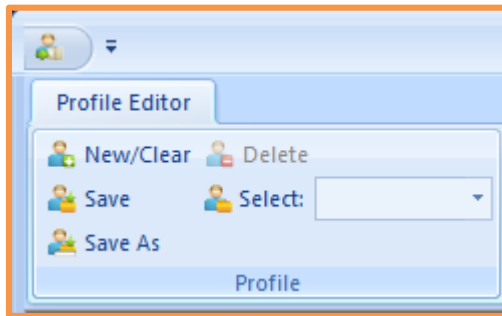 Profile Editor
New/Clear Delete
Save Select:
Save As
Profile